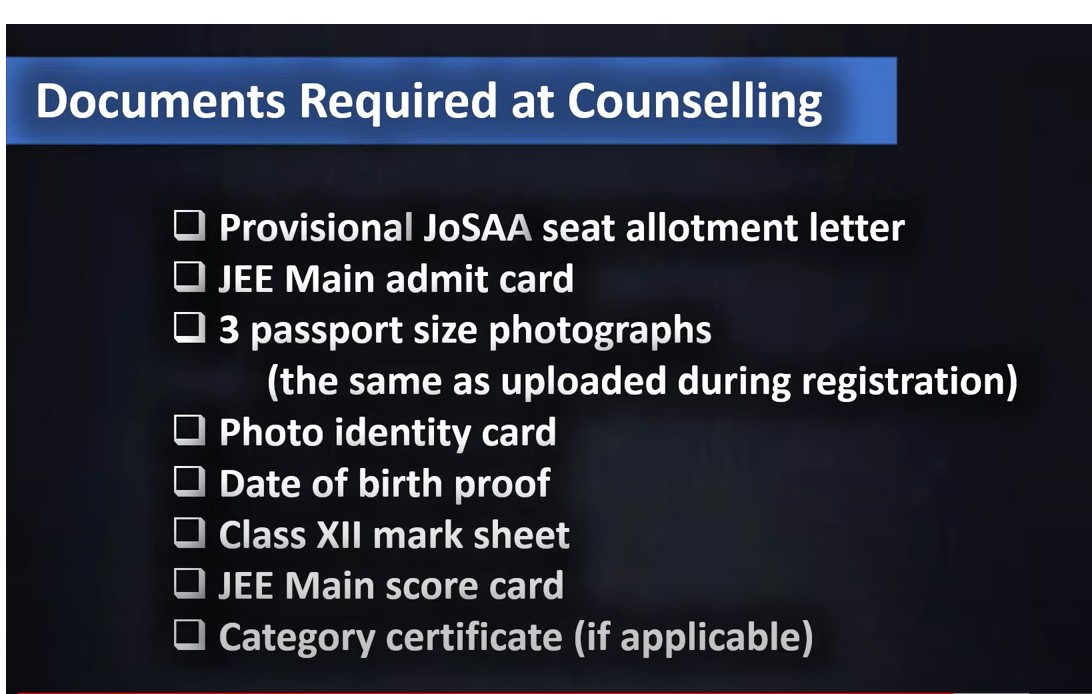 Documents Required at Counselling
❑ Provisional JoSAA seat allotment letter
❑ JEE Main admit card
❑ 3 passport size photographs
(the same as uploaded during registration)
❑ Photo identity card
❑ Date of birth proof
❑ Class XII mark sheet
❑ JEE Main score card
❑ Category certificate (if applicable)